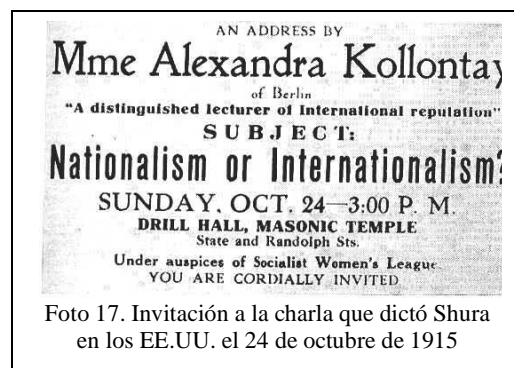 AN ADDRESS BY
Mme Alexandra Kollontay
of Berlin
"A distinguished lecturer of International repulation"
SUBJECT:
Nationalism or Internationalism?
SUNDAY, OCT. 24—3:00 P. M.
DRILL HALL, MASONIC TEMPLE
State and Randolph Sts.
Under auspices of Socialist Women's League
YOU ARE CORDIALLY INVITED
Foto 17. Invitación a la charla que dictó Shura
en los EE.UU. el 24 de octubre de 1915